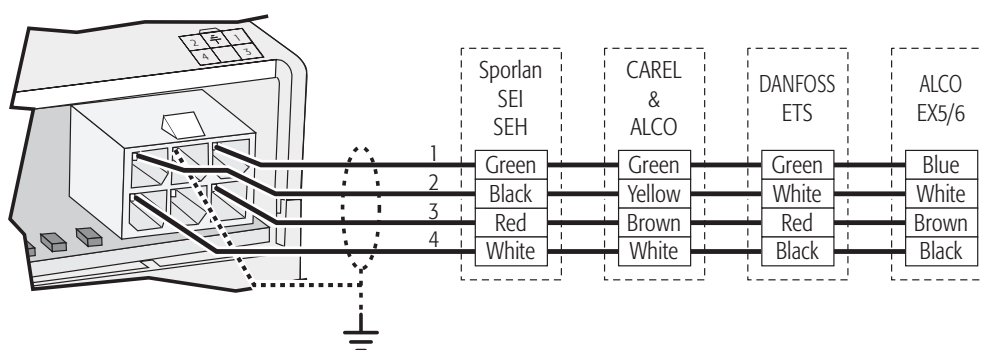 2 1
4 3
Sporlan
SEI
SEH
CAREL
&
ALCO
DANFOSS
ETS
ALCO
EX5/6
1 Green Green Green Blue
2 Black Yellow White White
3 Red Brown Red Brown
4 White White Black Black